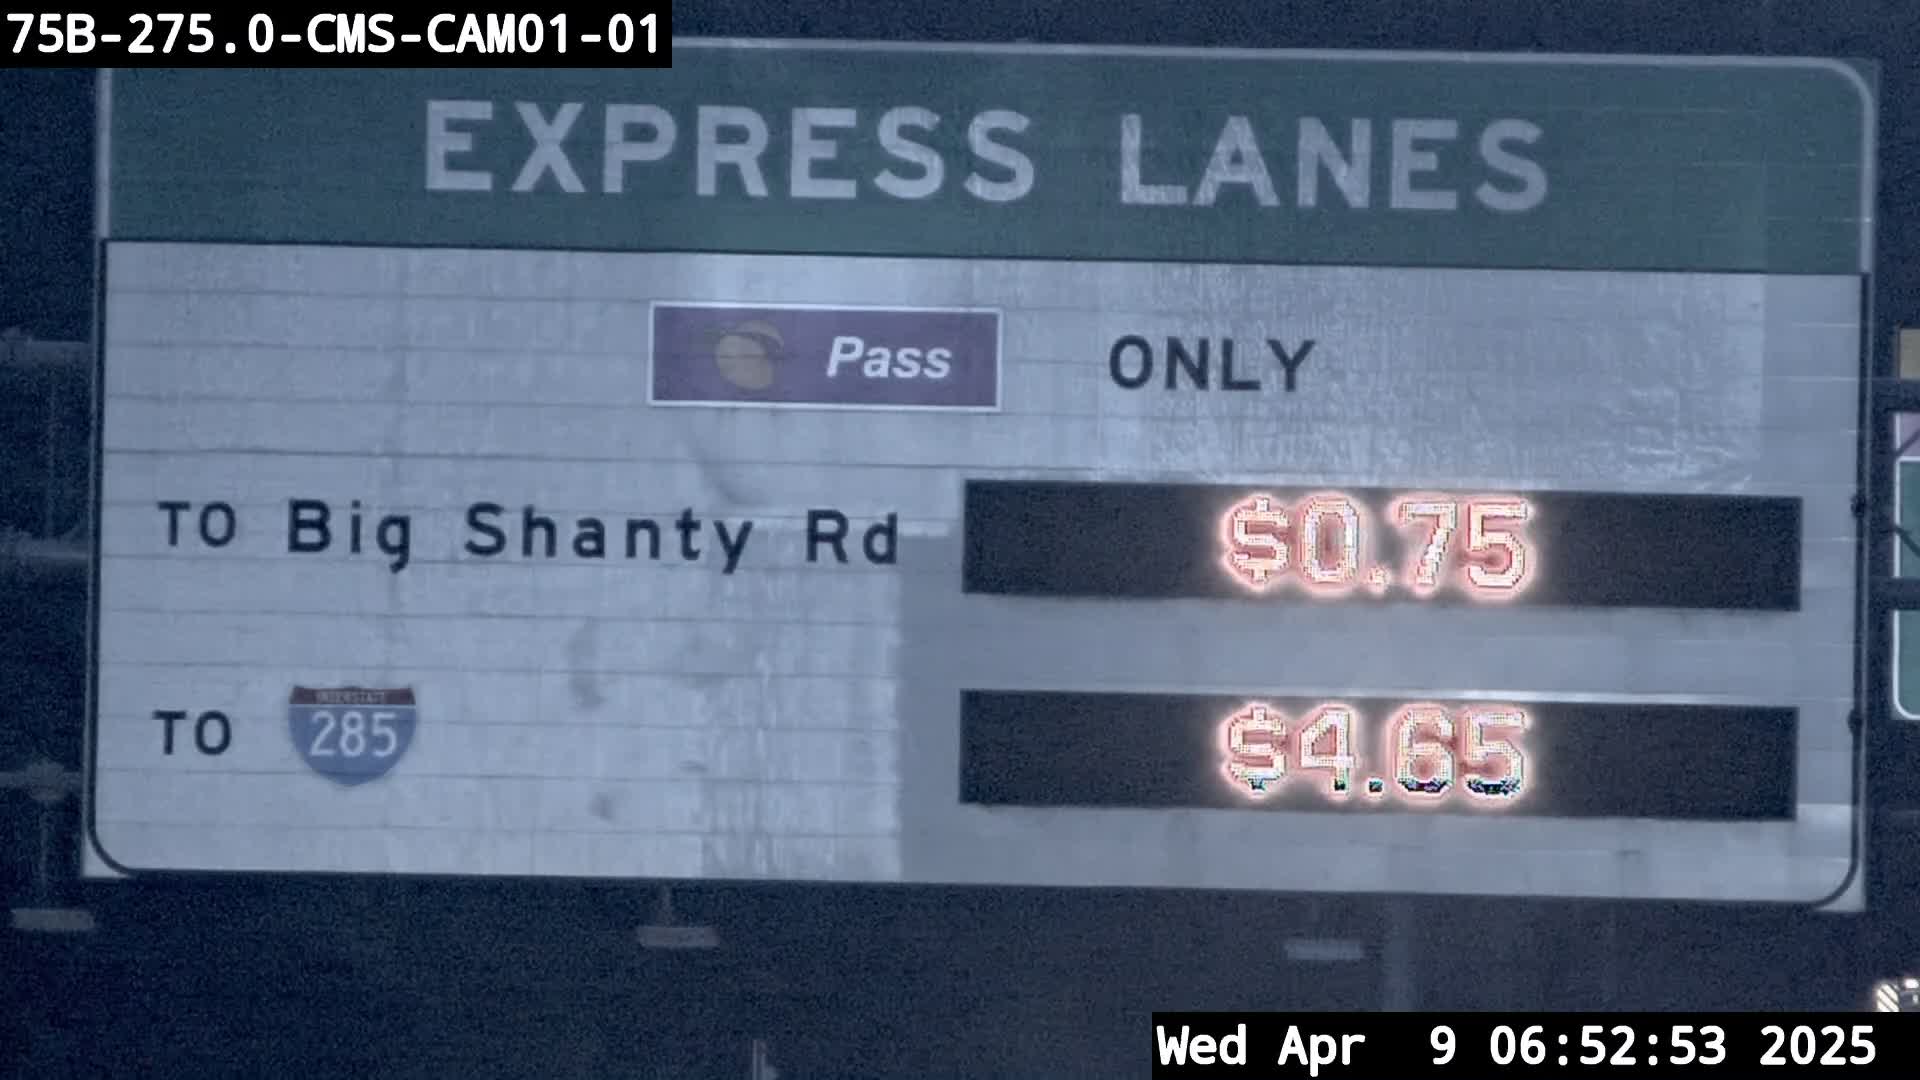 75B-275.0-CMS-CAM01-01
EXPRESS LANES
Pass ONLY
TO Big Shanty Rd $0.75
INTERSTATE
TO 285 $4.65
Wed Apr 9 06:52:53 2025